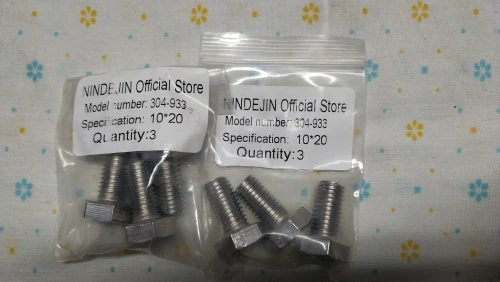 NINDEJIN Official Store
Model number: 304-933
Specification: 10*20
Quantity:3
NINDEJIN Official Store
Model number: 304-933
Specification: 10*20
Quantity:3